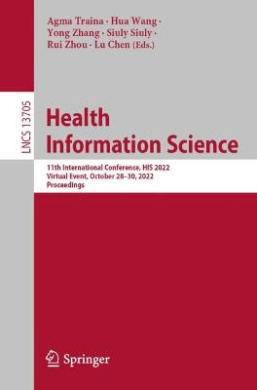 Agma Traina · Hua Wang ·
Yong Zhang · Siuly Siuly ·
Rui Zhou · Lu Chen (Eds.)
LNCS 13705
Health
Information Science
11th International Conference, HIS 2022
Virtual Event, October 28–30, 2022
Proceedings
Springer